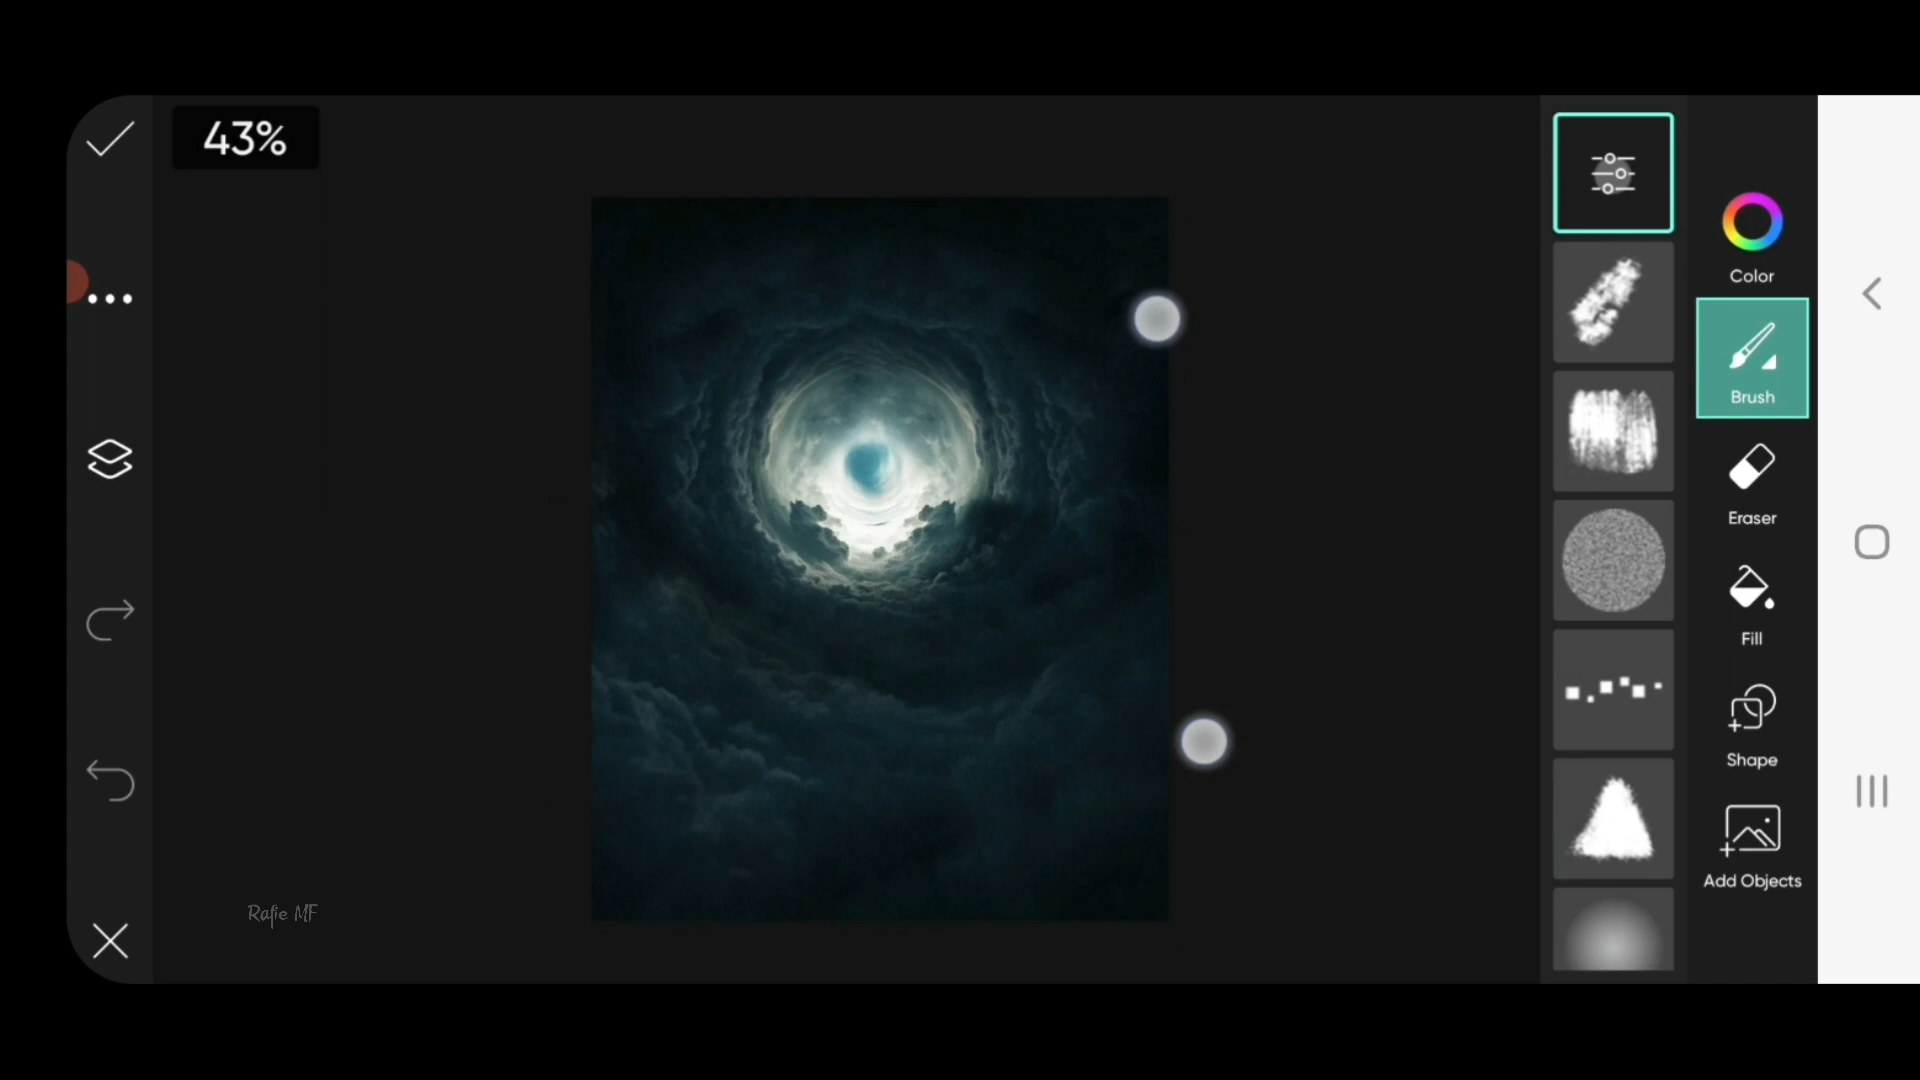 43%
Color
Brush
Eraser
Fill
Shape
Add Objects
Rafie MF